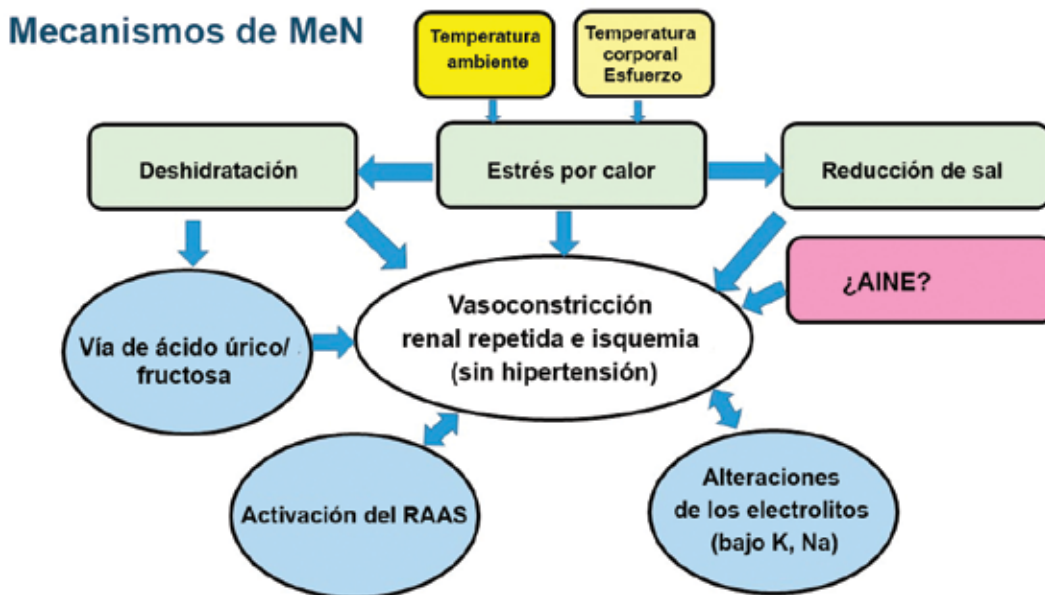 Mecanismos de MeN
Temperatura
ambiente
Temperatura
corporal
Esfuerzo
Deshidratación
Estrés por calor
Reducción de sal
¿AINE?
Vasoconstricción
renal repetida e isquemia
(sin hipertensión)
Vía de ácido úrico/
fructosa
Activación del RAAS
Alteraciones
de los electrolitos
(bajo K, Na)